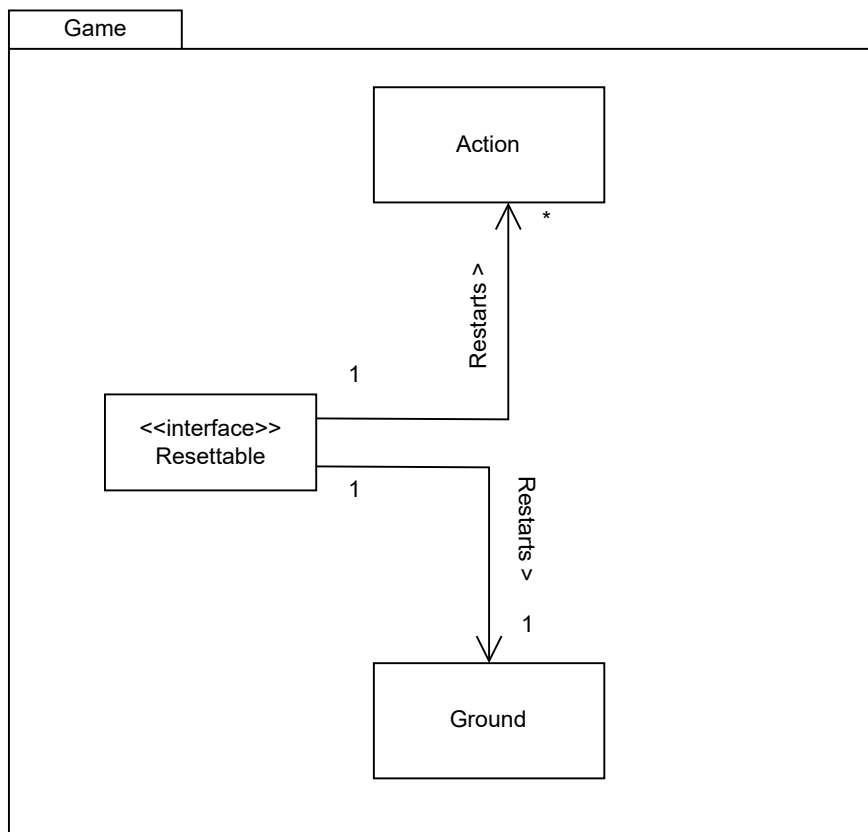 Game
Action
*
Restarts >
1
<<interface>>
Resettable
1
Restarts >
1
Ground